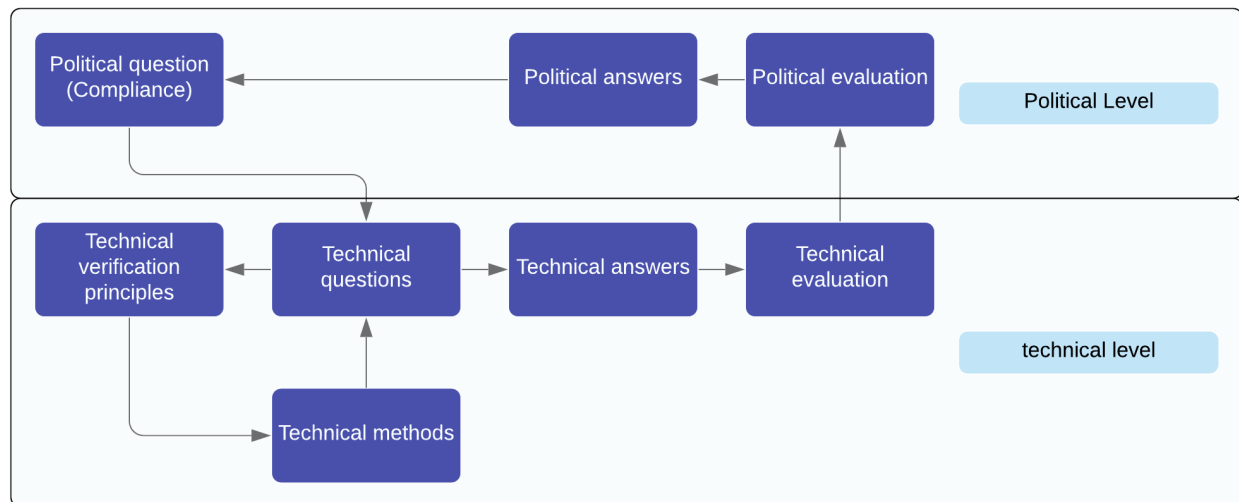 Political question
(Compliance)
Political answers
Political evaluation
Political Level
Technical
verification
principles
Technical
questions
Technical answers
Technical
evaluation
technical level
Technical methods